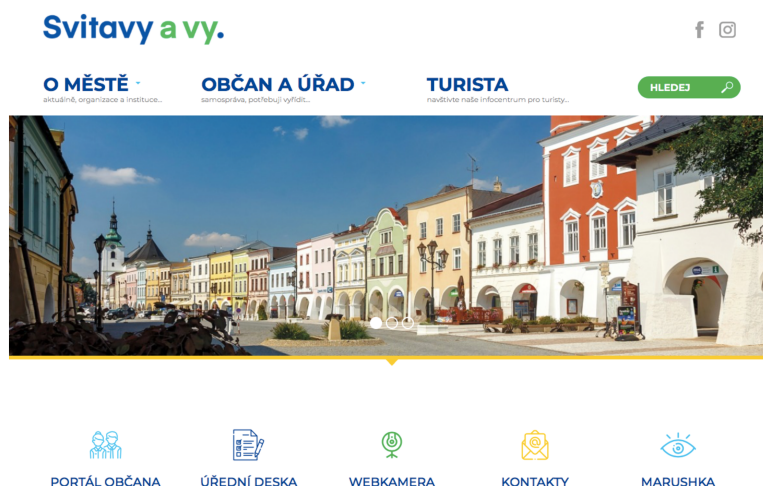 Svitavy a vy.
O MĚSTĚ
aktuálně, organizace a instituce...
OBČAN A ÚŘAD
samospráva, potřebuji vyřídit...
TURISTA
navštivte naše infocentrum pro turisty...
HLEDEJ
PORTÁL OBČANA
ÚŘEDNÍ DESKA
WEBKAMERA
KONTAKTY
MARUSHKA